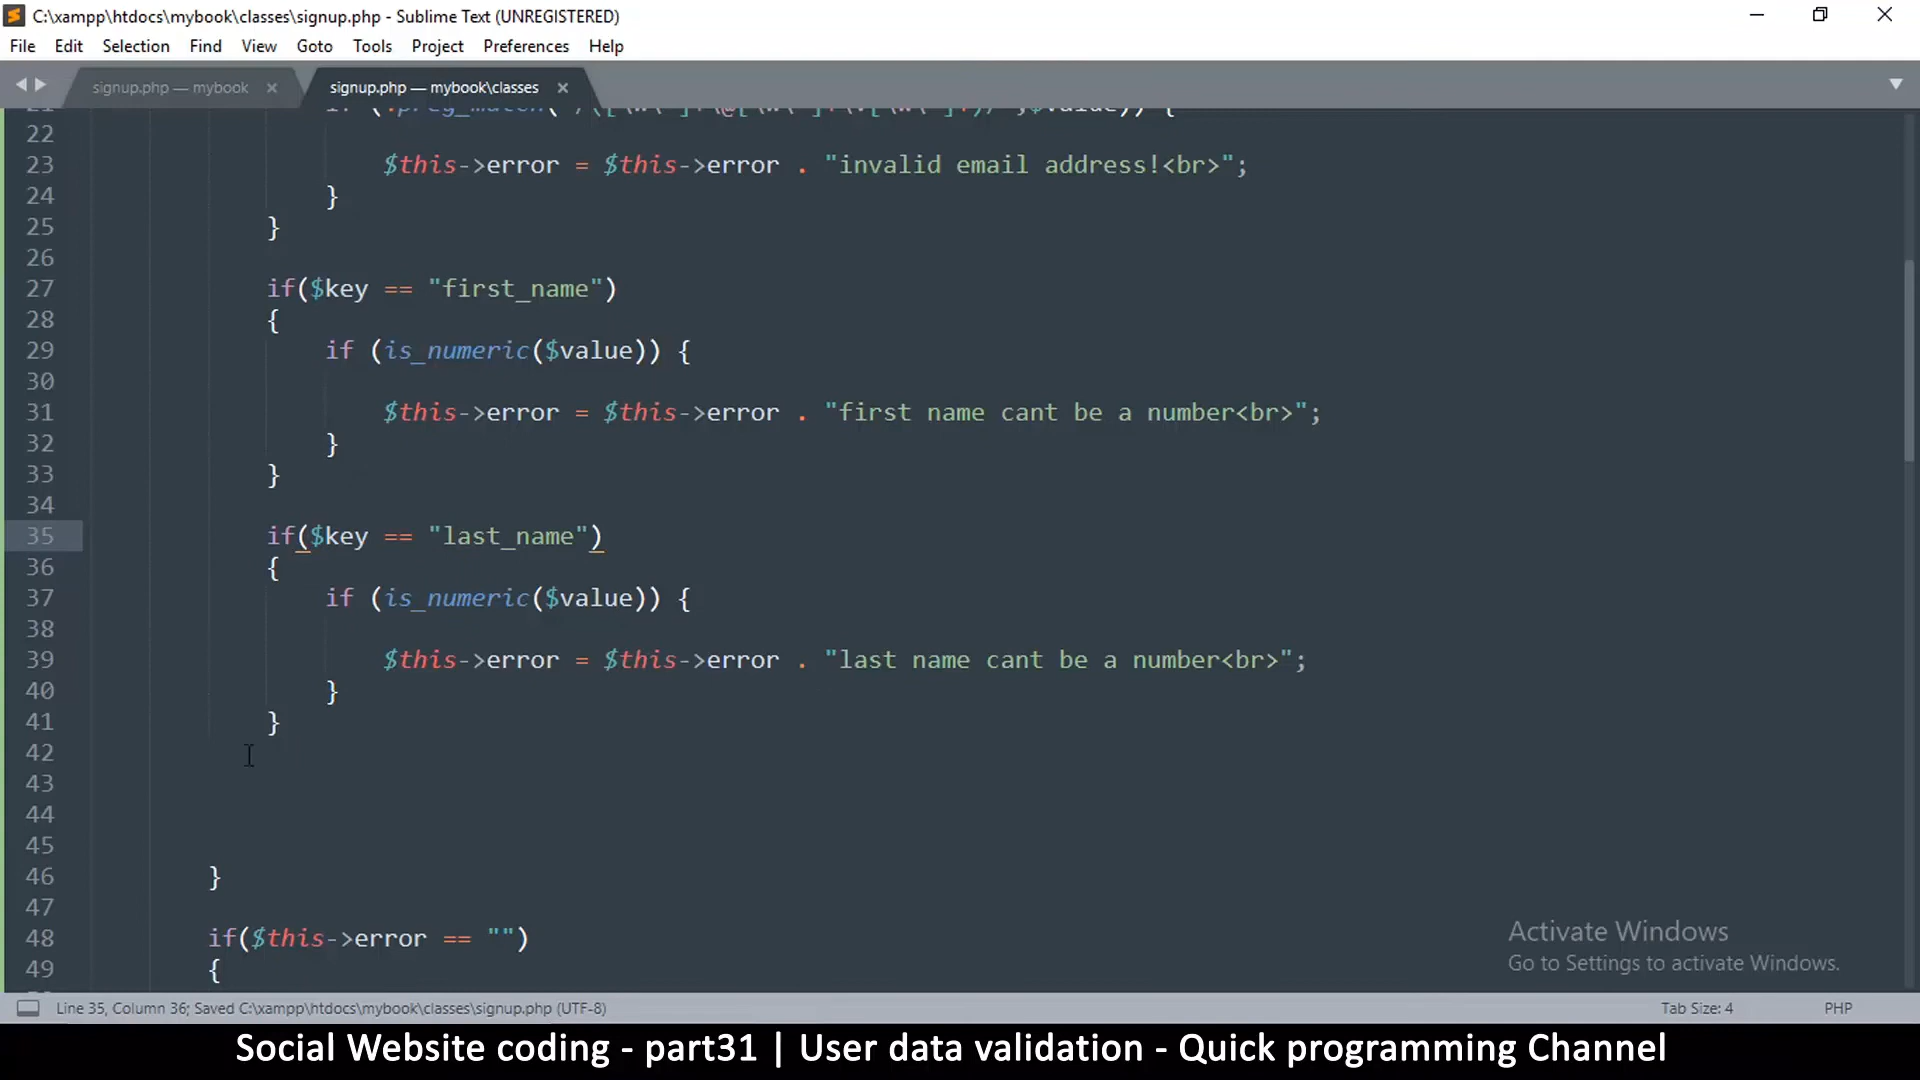 C:\xampp\htdocs\mybook\classes\signup.php - Sublime Text (UNREGISTERED)
File Edit Selection Find View Goto Tools Project Preferences Help
signup.php — mybook × signup.php — mybook\classes ×
22
23 $this->error = $this->error . "invalid email address!<br>";
24 }
25 }
26
27 if($key == "first_name")
28 {
29 if (is_numeric($value)) {
30
31 $this->error = $this->error . "first name cant be a number<br>";
32 }
33 }
34
35 if($key == "last_name")
36 {
37 if (is_numeric($value)) {
38
39 $this->error = $this->error . "last name cant be a number<br>";
40 }
41 }
42
43
44
45
46 }
47
48 if($this->error == "")
49 {
Activate Windows
Go to Settings to activate Windows.
Line 35, Column 36; Saved C:\xampp\htdocs\mybook\classes\signup.php (UTF-8) Tab Size: 4 PHP
Social Website coding - part31 | User data validation - Quick programming Channel